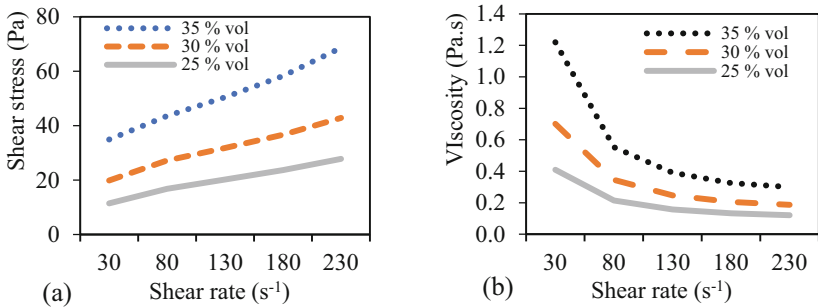 Shear stress (Pa)
80
60
40
20
0
35 % vol
30 % vol
25 % vol
30 80 130 180 230
(a) Shear rate (s⁻¹)
VIscosity (Pa.s)
1.4
1.2
1.0
0.8
0.6
0.4
0.2
0.0
35 % vol
30 % vol
25 % vol
30 80 130 180 230
(b) Shear rate (s⁻¹)